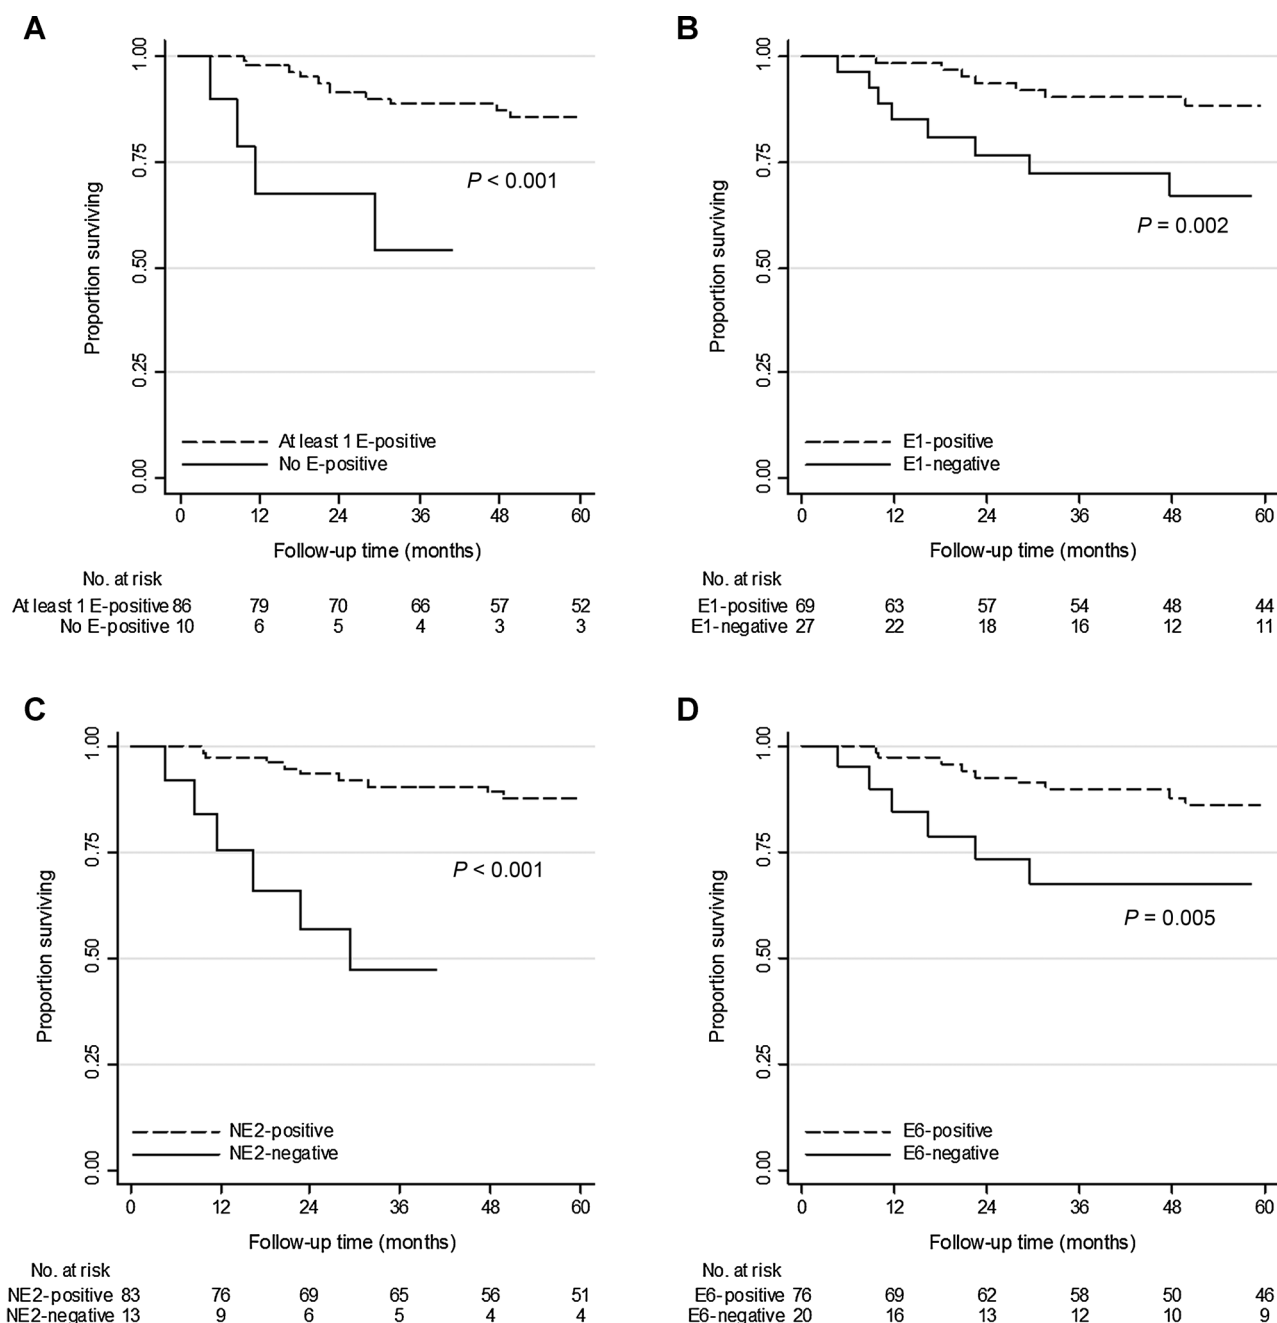 A
Proportion surviving
1.00
0.75
0.50
0.25
0.00
P < 0.001
At least 1 E-positive
No E-positive
0 12 24 36 48 60
Follow-up time (months)
No. at risk
At least 1 E-positive 86 79 70 66 57 52
No E-positive 10 6 5 4 3 3
B
Proportion surviving
1.00
0.75
0.50
0.25
0.00
P = 0.002
E1-positive
E1-negative
0 12 24 36 48 60
Follow-up time (months)
No. at risk
E1-positive 69 63 57 54 48 44
E1-negative 27 22 18 16 12 11
C
Proportion surviving
1.00
0.75
0.50
0.25
0.00
P < 0.001
NE2-positive
NE2-negative
0 12 24 36 48 60
Follow-up time (months)
No. at risk
NE2-positive 83 76 69 65 56 51
NE2-negative 13 9 6 5 4 4
D
Proportion surviving
1.00
0.75
0.50
0.25
0.00
P = 0.005
E6-positive
E6-negative
0 12 24 36 48 60
Follow-up time (months)
No. at risk
E6-positive 76 69 62 58 50 46
E6-negative 20 16 13 12 10 9